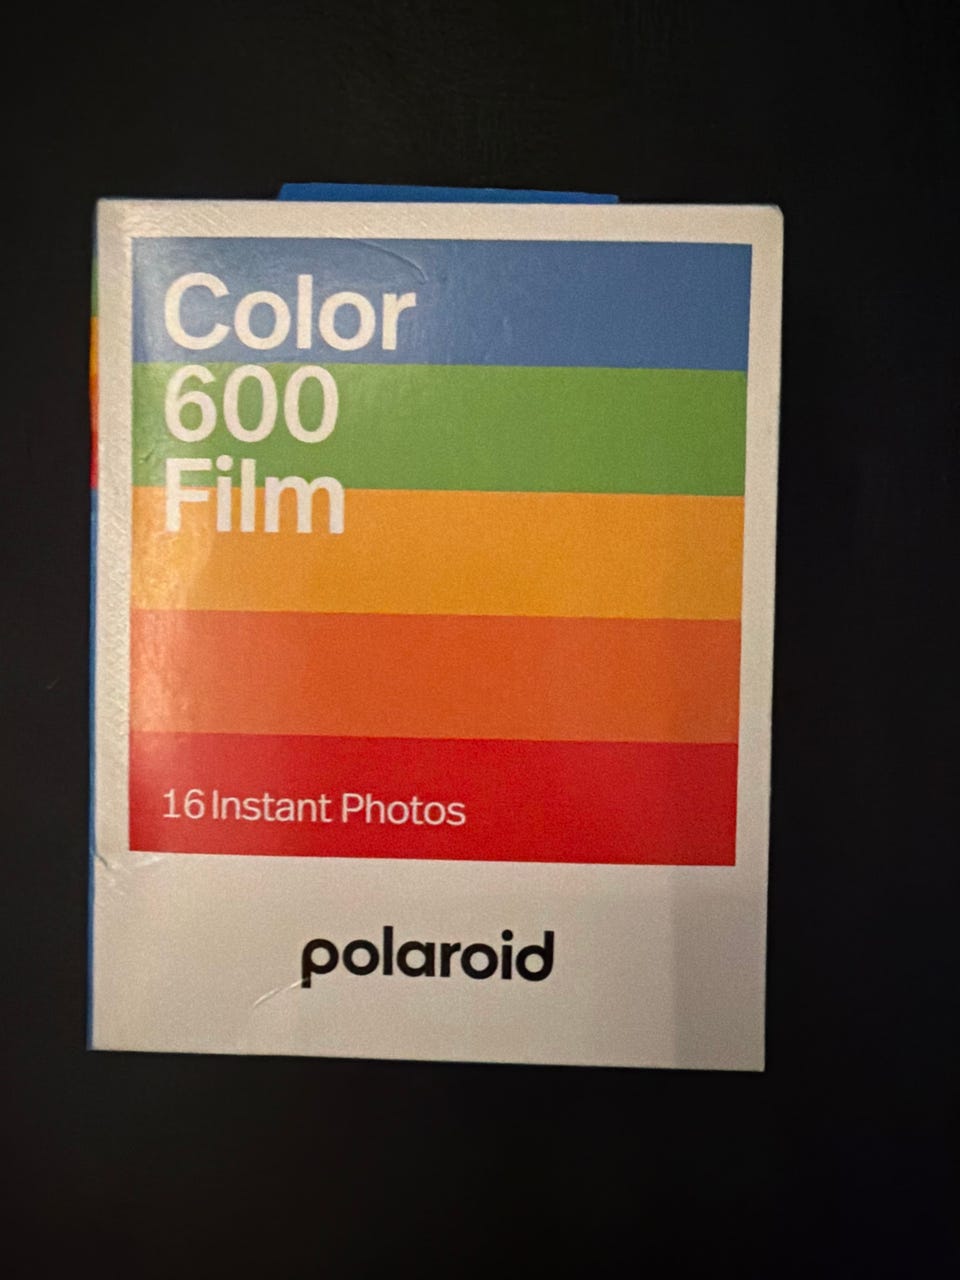 Color
600
Film
16 Instant Photos
polaroid